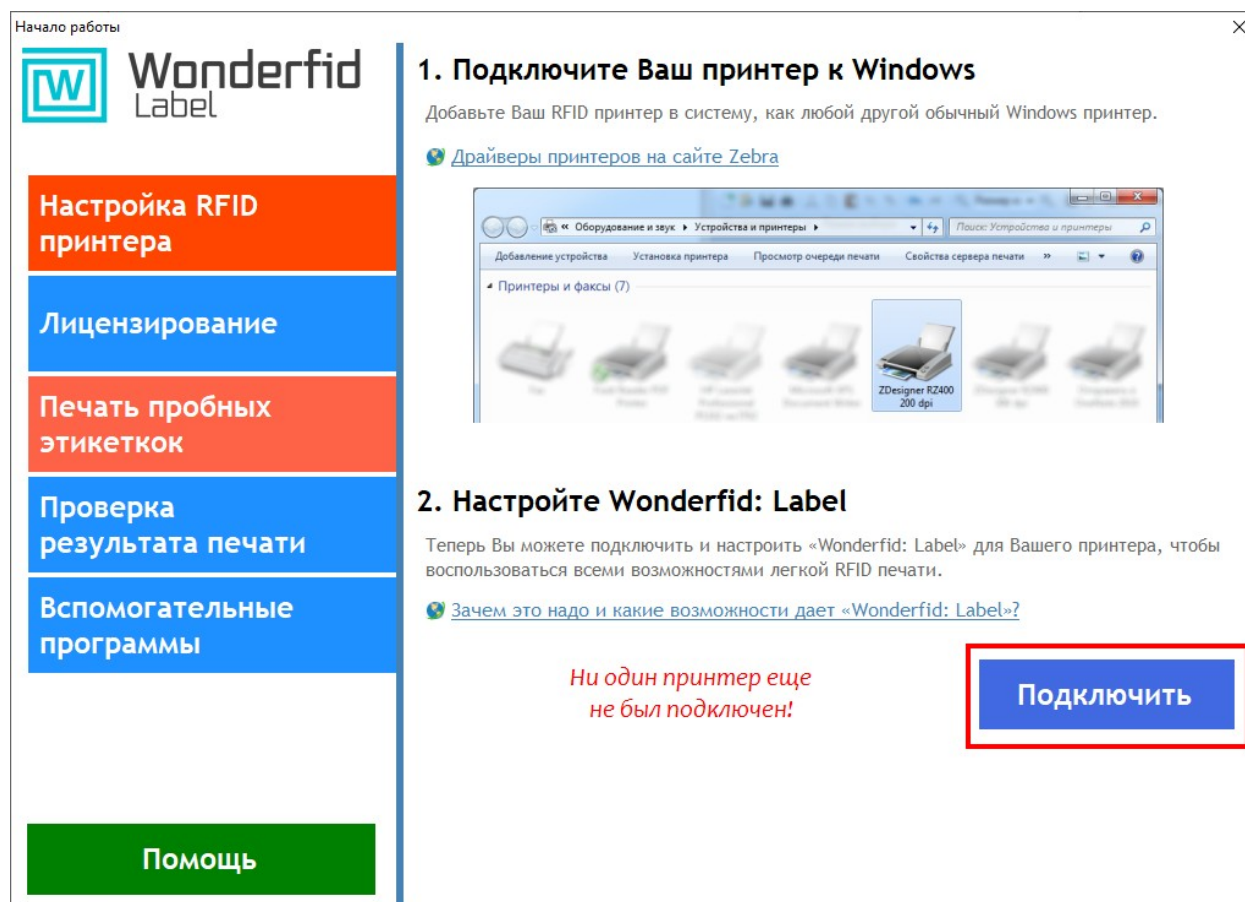 Начало работы
Wonderfid
Label
Настройка RFID
принтера
Лицензирование
Печать пробных
этикеткок
Проверка
результата печати
Вспомогательные
программы
Помощь
1. Подключите Ваш принтер к Windows
Добавьте Ваш RFID принтер в систему, как любой другой обычный Windows принтер.
Драйверы принтеров на сайте Zebra
« Оборудование и звук ▸ Устройства и принтеры ▸
Поиск: Устройства и принтеры
Добавление устройства Установка принтера Просмотр очереди печати Свойства сервера печати »
Принтеры и факсы (7)
ZDesigner RZ400
200 dpi
2. Настройте Wonderfid: Label
Теперь Вы можете подключить и настроить «Wonderfid: Label» для Вашего принтера, чтобы
воспользоваться всеми возможностями легкой RFID печати.
Зачем это надо и какие возможности дает «Wonderfid: Label»?
Ни один принтер еще
не был подключен!
Подключить